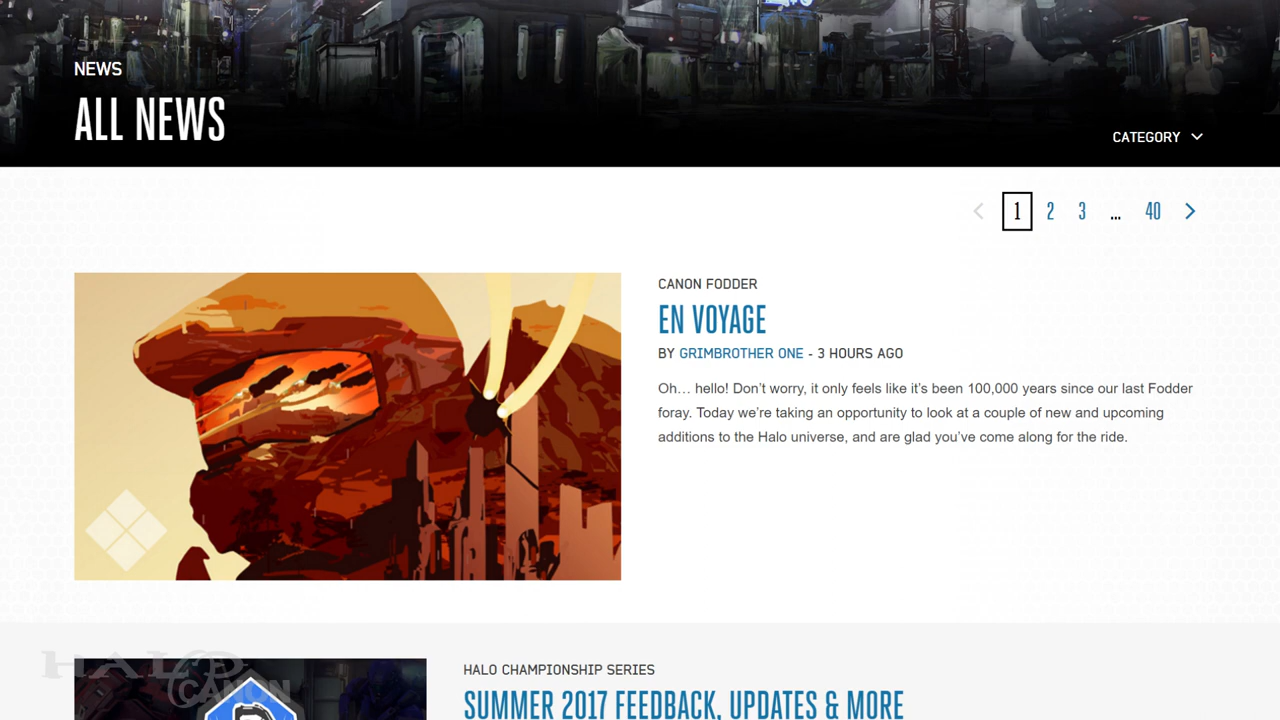 NEWS
ALL NEWS
CATEGORY
1 2 3 ... 40
CANON FODDER
EN VOYAGE
BY GRIMBROTHER ONE - 3 HOURS AGO
Oh… hello! Don’t worry, it only feels like it’s been 100,000 years since our last Fodder
foray. Today we’re taking an opportunity to look at a couple of new and upcoming
additions to the Halo universe, and are glad you’ve come along for the ride.
HALO
CANON
HALO CHAMPIONSHIP SERIES
SUMMER 2017 FEEDBACK, UPDATES & MORE